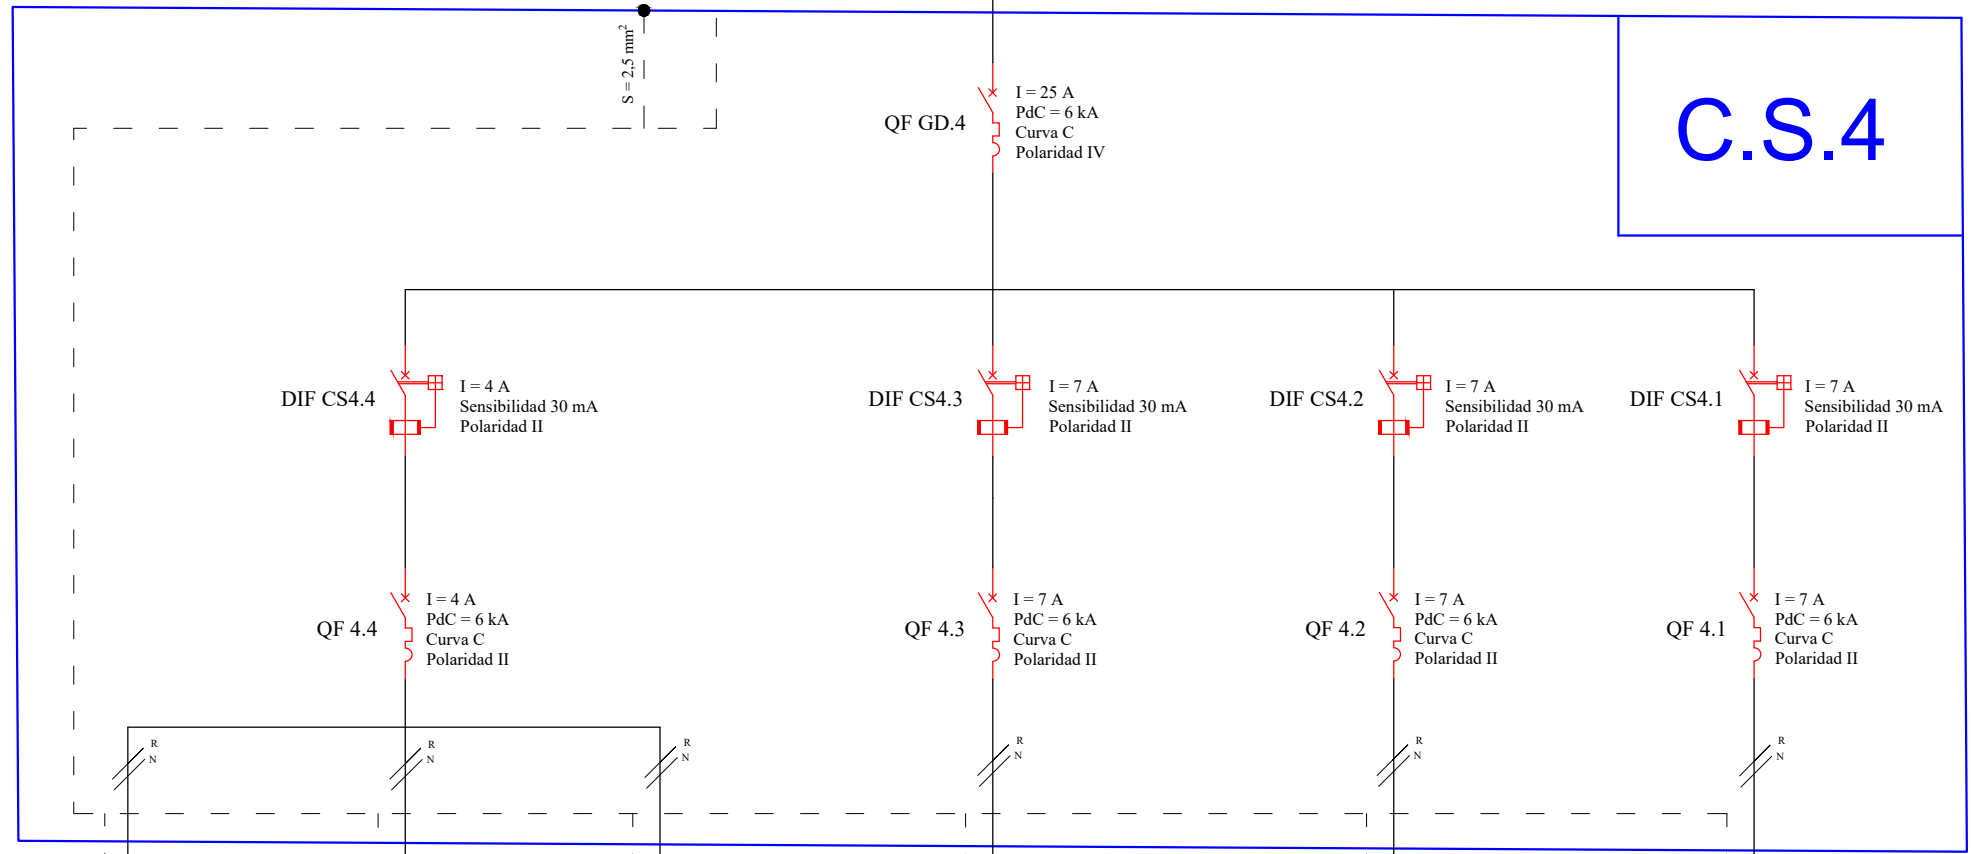 S = 2,5 mm²
QF GD.4
I = 25 A
PdC = 6 kA
Curva C
Polaridad IV
C.S.4
DIF CS4.4
I = 4 A
Sensibilidad 30 mA
Polaridad II
DIF CS4.3
I = 7 A
Sensibilidad 30 mA
Polaridad II
DIF CS4.2
I = 7 A
Sensibilidad 30 mA
Polaridad II
DIF CS4.1
I = 7 A
Sensibilidad 30 mA
Polaridad II
QF 4.4
I = 4 A
PdC = 6 kA
Curva C
Polaridad II
QF 4.3
I = 7 A
PdC = 6 kA
Curva C
Polaridad II
QF 4.2
I = 7 A
PdC = 6 kA
Curva C
Polaridad II
QF 4.1
I = 7 A
PdC = 6 kA
Curva C
Polaridad II
R
N
R
N
R
N
R
N
R
N
R
N